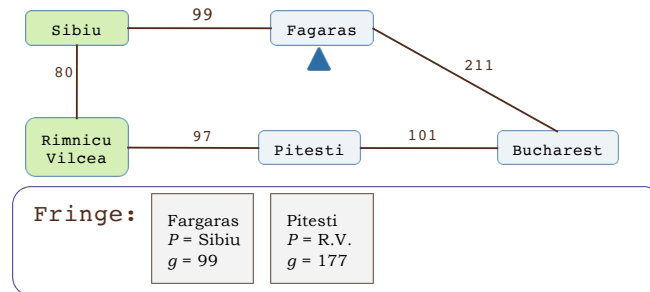 99
Sibiu
Fagaras
80
211
Rimnicu
Vilcea
97
Pitesti
101
Bucharest
Fringe:
Fargaras
P = Sibiu
g = 99
Pitesti
P = R.V.
g = 177